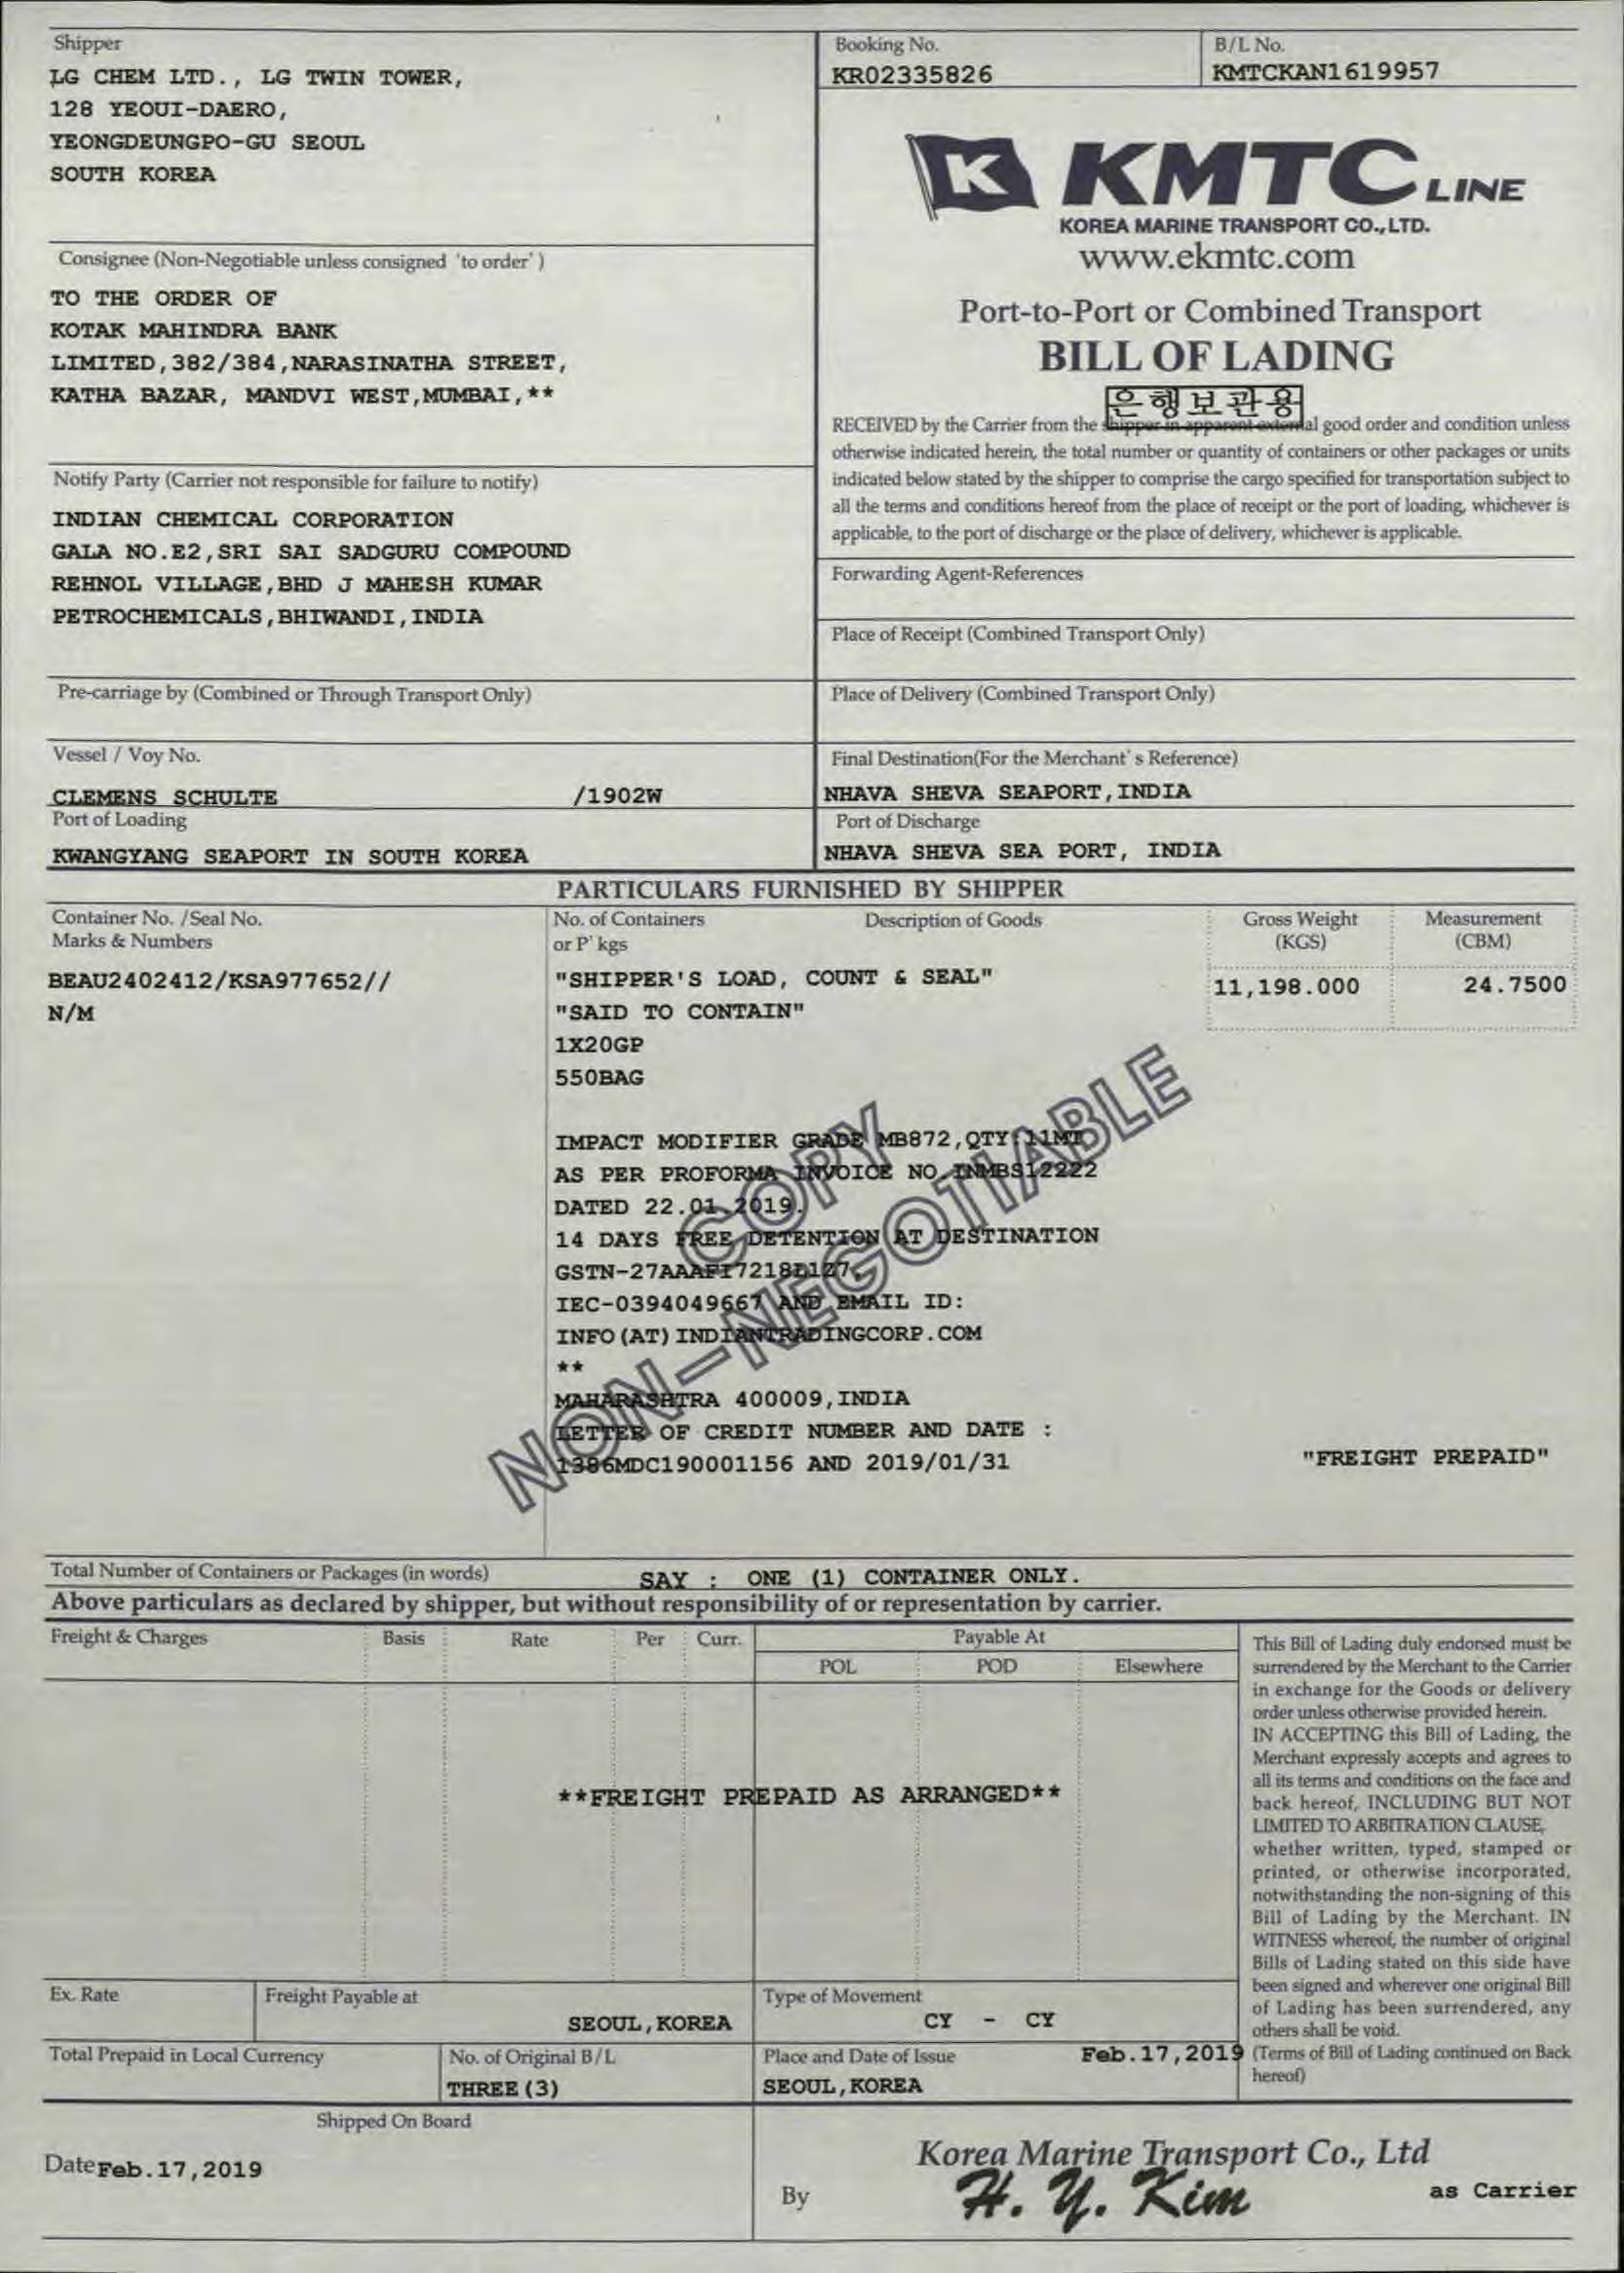 Shipper
LG CHEM LTD., LG TWIN TOWER,
128 YEOUI-DAERO,
YEONGDEUNGPO-GU SEOUL
SOUTH KOREA
Booking No.
KR02335826
B/L No.
KMTCKAN1619957
K KMTC LINE
KOREA MARINE TRANSPORT CO.,LTD.
www.ekmtc.com
Port-to-Port or Combined Transport
BILL OF LADING
은행보관용
RECEIVED by the Carrier from the shipper in apparent external good order and condition unless
otherwise indicated herein, the total number or quantity of containers or other packages or units
indicated below stated by the shipper to comprise the cargo specified for transportation subject to
all the terms and conditions hereof from the place of receipt or the port of loading, whichever is
applicable, to the port of discharge or the place of delivery, whichever is applicable.
Consignee (Non-Negotiable unless consigned 'to order')
TO THE ORDER OF
KOTAK MAHINDRA BANK
LIMITED,382/384,NARASINATHA STREET,
KATHA BAZAR, MANDVI WEST,MUMBAI,**
Notify Party (Carrier not responsible for failure to notify)
INDIAN CHEMICAL CORPORATION
GALA NO.E2,SRI SAI SADGURU COMPOUND
REHNOL VILLAGE,BHD J MAHESH KUMAR
PETROCHEMICALS,BHIWANDI,INDIA
Forwarding Agent-References
Place of Receipt (Combined Transport Only)
Pre-carriage by (Combined or Through Transport Only)
Place of Delivery (Combined Transport Only)
Vessel / Voy No.
CLEMENS SCHULTE /1902W
Final Destination(For the Merchant's Reference)
NHAVA SHEVA SEAPORT,INDIA
Port of Loading
KWANGYANG SEAPORT IN SOUTH KOREA
Port of Discharge
NHAVA SHEVA SEA PORT, INDIA
PARTICULARS FURNISHED BY SHIPPER
Container No. /Seal No.
Marks & Numbers
No. of Containers
or P'kgs
Description of Goods
Gross Weight
(KGS)
Measurement
(CBM)
BEAU2402412/KSA977652//
N/M
"SHIPPER'S LOAD, COUNT & SEAL"
11,198.000
24.7500
"SAID TO CONTAIN"
1X20GP
550BAG
IMPACT MODIFIER GRADE MB872,QTY:11MT
AS PER PROFORMA INVOICE NO.INMBS12222
DATED 22.01.2019.
14 DAYS FREE DETENTION AT DESTINATION
IEC-0394049667 AND EMAIL ID:
INFO(AT)INDIANTRADINGCORP.COM
**
MAHARASHTRA 400009,INDIA
LETTER OF CREDIT NUMBER AND DATE :
1386MDC190001156 AND 2019/01/31
"FREIGHT PREPAID"
COPY
NON-NEGOTIABLE
Total Number of Containers or Packages (in words)
SAY : ONE (1) CONTAINER ONLY.
Above particulars as declared by shipper, but without responsibility of or representation by carrier.
Freight & Charges
Basis
Rate
Per
Curr.
Payable At
POL
POD
Elsewhere
**FREIGHT PREPAID AS ARRANGED**
This Bill of Lading duly endorsed must be
surrendered by the Merchant to the Carrier
in exchange for the Goods or delivery
order unless otherwise provided herein.
IN ACCEPTING this Bill of Lading, the
Merchant expressly accepts and agrees to
all its terms and conditions on the face and
back hereof, INCLUDING BUT NOT
LIMITED TO ARBITRATION CLAUSE,
whether written, typed, stamped or
printed, or otherwise incorporated,
notwithstanding the non-signing of this
Bill of Lading by the Merchant. IN
WITNESS whereof, the number of original
Bills of Lading stated on this side have
been signed and wherever one original Bill
of Lading has been surrendered, any
others shall be void.
(Terms of Bill of Lading continued on Back
hereof)
Ex. Rate
Freight Payable at
SEOUL,KOREA
Type of Movement
CY - CY
Total Prepaid in Local Currency
No. of Original B/L
THREE(3)
Place and Date of Issue
Feb.17,2019
SEOUL,KOREA
Shipped On Board
Date Feb.17,2019
Korea Marine Transport Co., Ltd
By
H. Y. Kim
as Carrier